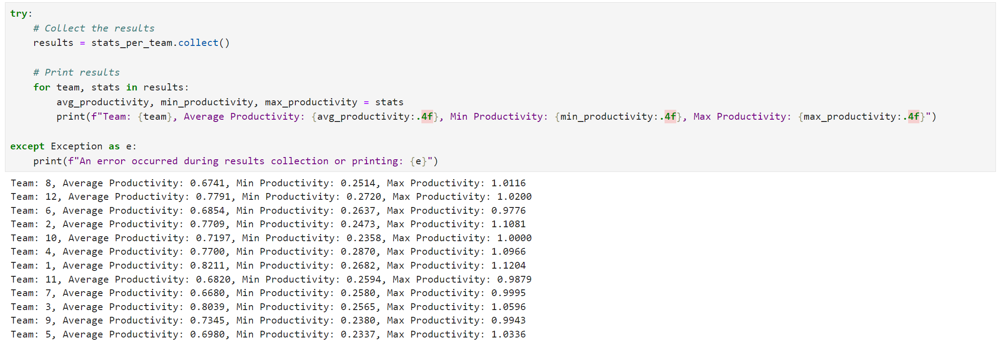 try:
    # Collect the results
    results = stats_per_team.collect()

    # Print results
    for team, stats in results:
        avg_productivity, min_productivity, max_productivity = stats
        print(f"Team: {team}, Average Productivity: {avg_productivity:.4f}, Min Productivity: {min_productivity:.4f}, Max Productivity: {max_productivity:.4f}")

except Exception as e:
    print(f"An error occurred during results collection or printing: {e}")
Team: 8, Average Productivity: 0.6741, Min Productivity: 0.2514, Max Productivity: 1.0116
Team: 12, Average Productivity: 0.7791, Min Productivity: 0.2720, Max Productivity: 1.0200
Team: 6, Average Productivity: 0.6854, Min Productivity: 0.2637, Max Productivity: 0.9776
Team: 2, Average Productivity: 0.7709, Min Productivity: 0.2473, Max Productivity: 1.1081
Team: 10, Average Productivity: 0.7197, Min Productivity: 0.2358, Max Productivity: 1.0000
Team: 4, Average Productivity: 0.7700, Min Productivity: 0.2870, Max Productivity: 1.0966
Team: 1, Average Productivity: 0.8211, Min Productivity: 0.2682, Max Productivity: 1.1204
Team: 11, Average Productivity: 0.6820, Min Productivity: 0.2594, Max Productivity: 0.9879
Team: 7, Average Productivity: 0.6680, Min Productivity: 0.2580, Max Productivity: 0.9995
Team: 3, Average Productivity: 0.8039, Min Productivity: 0.2565, Max Productivity: 1.0596
Team: 9, Average Productivity: 0.7345, Min Productivity: 0.2380, Max Productivity: 0.9943
Team: 5, Average Productivity: 0.6980, Min Productivity: 0.2337, Max Productivity: 1.0336